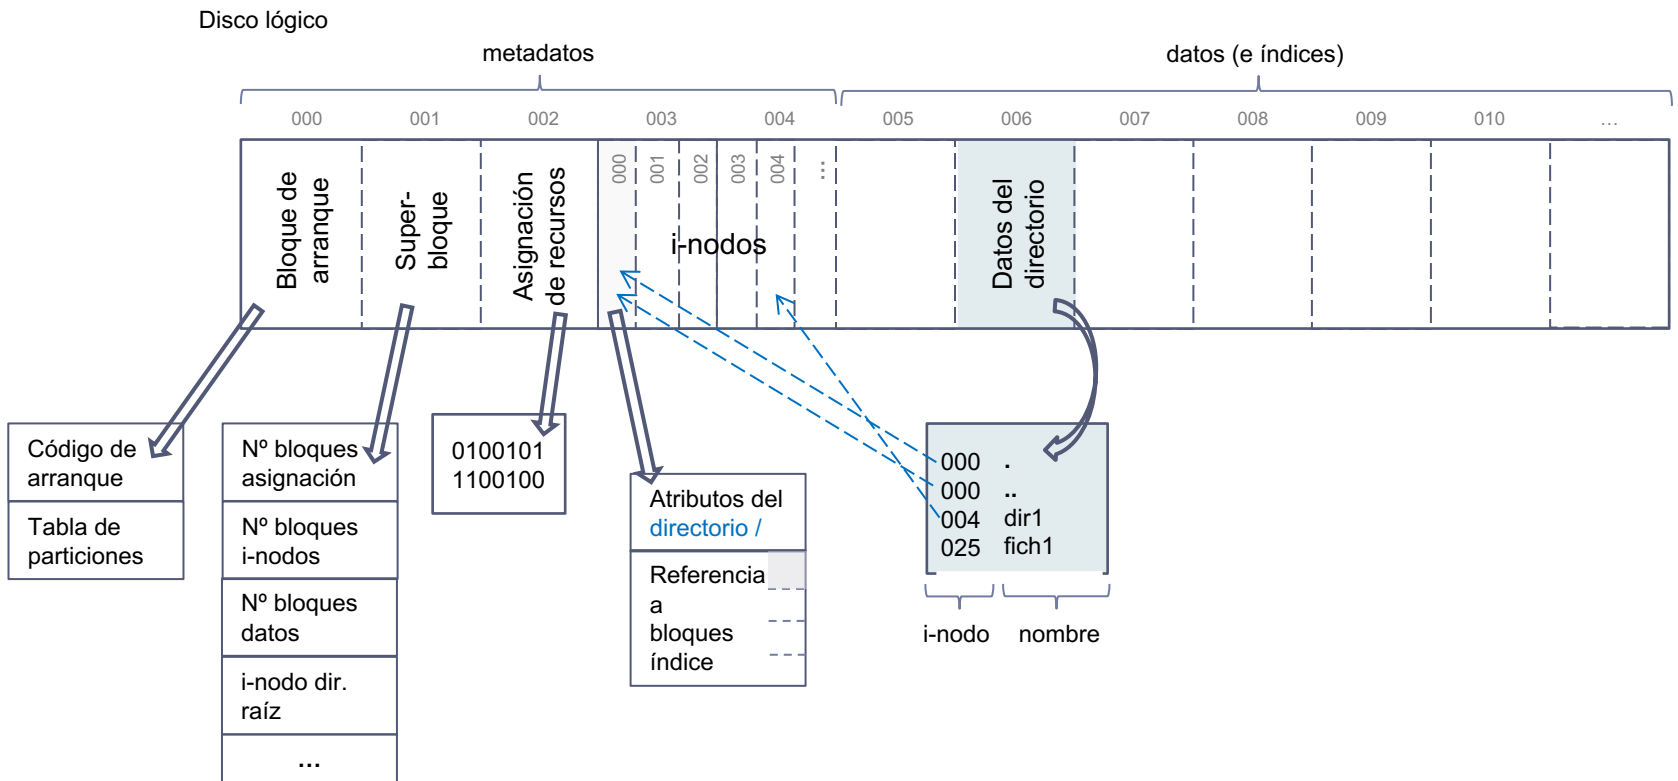 Disco lógico
metadatos
datos (e índices)
000 001 002 003 004 005 006 007 008 009 010 ...
Bloque de
arranque
Super-
bloque
Asignación
de recursos
000 001 002 003 004 ...
i-nodos
Datos del
directorio
Código de
arranque
Tabla de
particiones
Nº bloques
asignación
Nº bloques
i-nodos
Nº bloques
datos
i-nodo dir.
raíz
...
0100101
1100100
Atributos del
directorio /
Referencia
a
bloques
índice
000 .
000 ..
004 dir1
025 fich1
i-nodo nombre